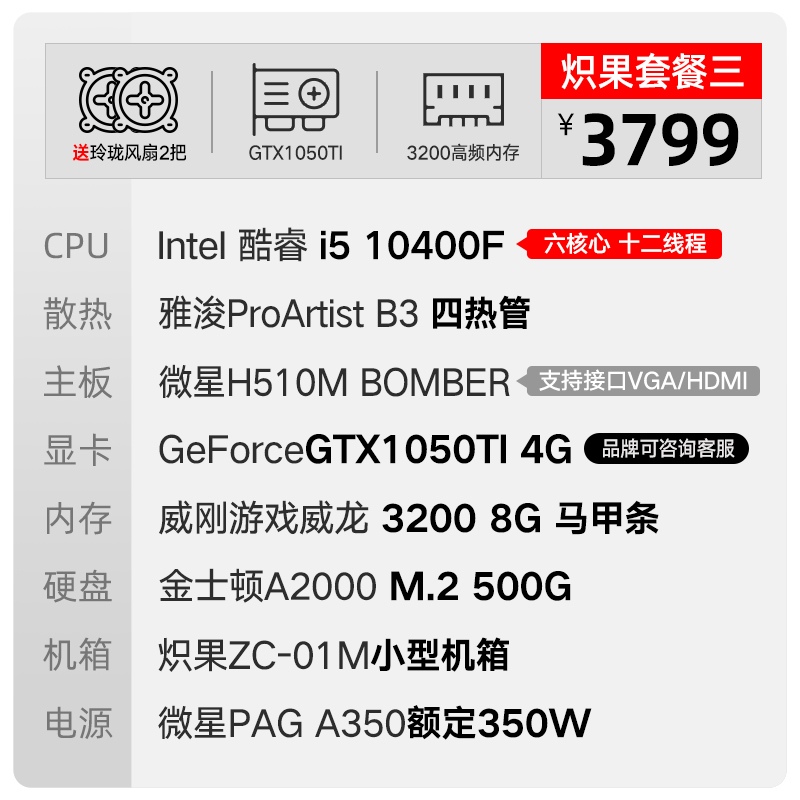 送玲珑风扇2把
GTX1050TI
3200高频内存
炽果套餐三
¥3799
CPU Intel 酷睿 i5 10400F 六核心 十二线程
散热 雅浚ProArtist B3 四热管
主板 微星H510M BOMBER 支持接口VGA/HDMI
显卡 GeForceGTX1050TI 4G 品牌可咨询客服
内存 威刚游戏威龙 3200 8G 马甲条
硬盘 金士顿A2000 M.2 500G
机箱 炽果ZC-01M小型机箱
电源 微星PAG A350额定350W